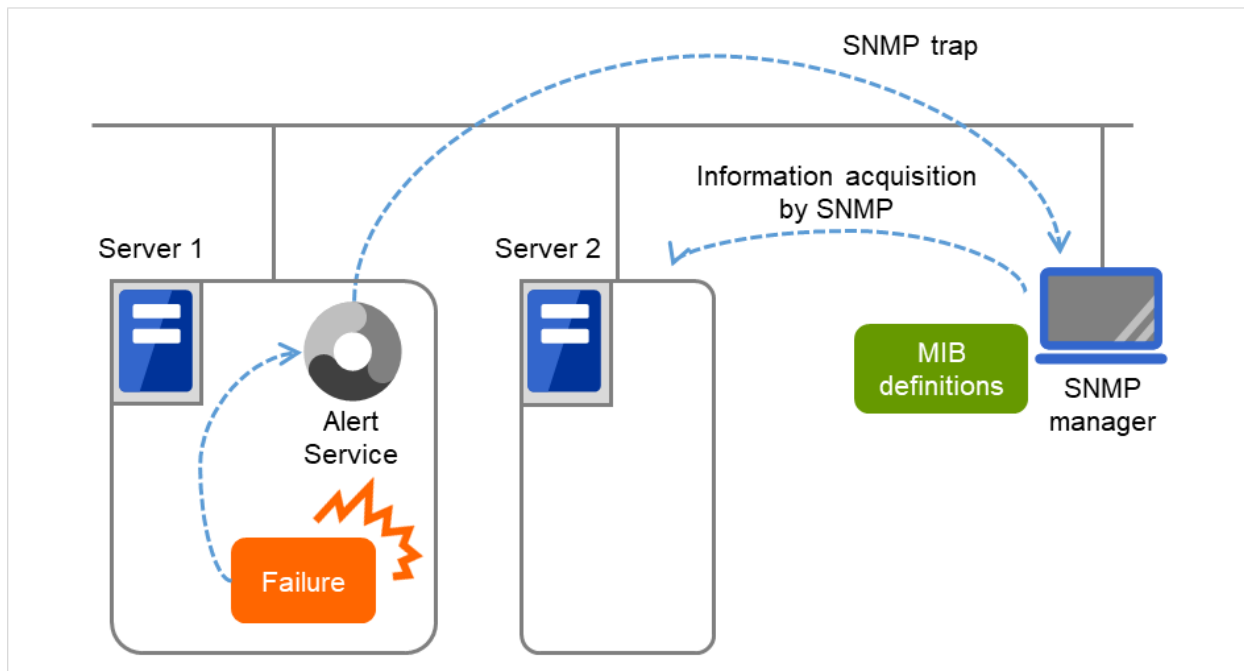 SNMP trap
Information acquisition
by SNMP
Server 1
Server 2
MIB
definitions
SNMP
manager
Alert
Service
Failure